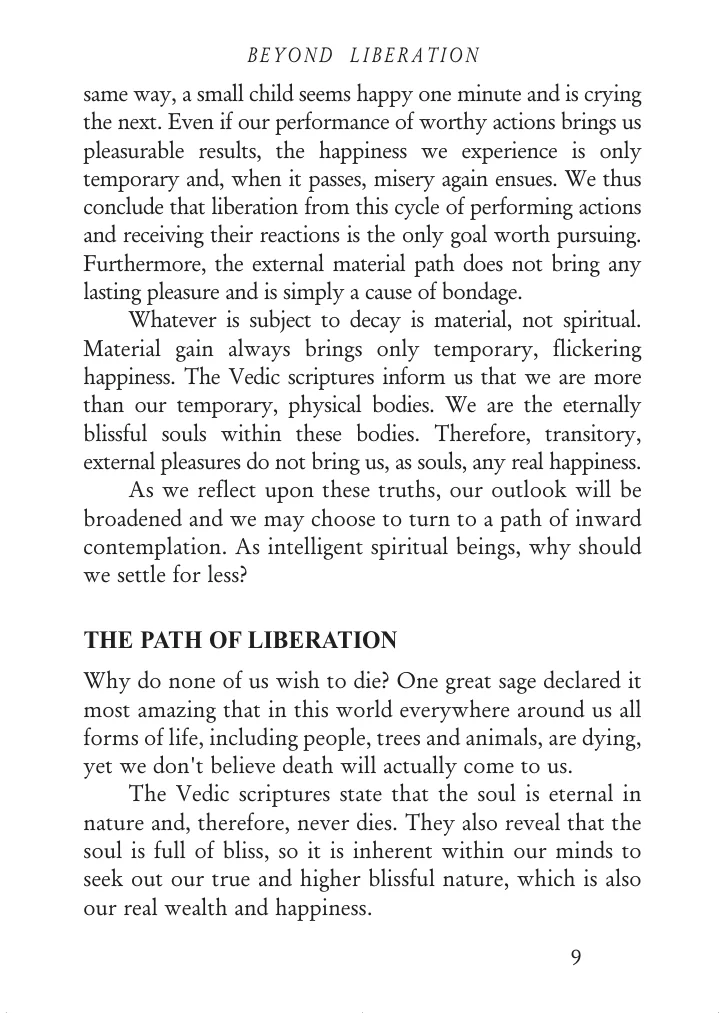 BEYOND LIBERATION
same way, a small child seems happy one minute and is crying
the next. Even if our performance of worthy actions brings us
pleasurable results, the happiness we experience is only
temporary and, when it passes, misery again ensues. We thus
conclude that liberation from this cycle of performing actions
and receiving their reactions is the only goal worth pursuing.
Furthermore, the external material path does not bring any
lasting pleasure and is simply a cause of bondage.
Whatever is subject to decay is material, not spiritual.
Material gain always brings only temporary, flickering
happiness. The Vedic scriptures inform us that we are more
than our temporary, physical bodies. We are the eternally
blissful souls within these bodies. Therefore, transitory,
external pleasures do not bring us, as souls, any real happiness.
As we reflect upon these truths, our outlook will be
broadened and we may choose to turn to a path of inward
contemplation. As intelligent spiritual beings, why should
we settle for less?
THE PATH OF LIBERATION
Why do none of us wish to die? One great sage declared it
most amazing that in this world everywhere around us all
forms of life, including people, trees and animals, are dying,
yet we don't believe death will actually come to us.
The Vedic scriptures state that the soul is eternal in
nature and, therefore, never dies. They also reveal that the
soul is full of bliss, so it is inherent within our minds to
seek out our true and higher blissful nature, which is also
our real wealth and happiness.
9